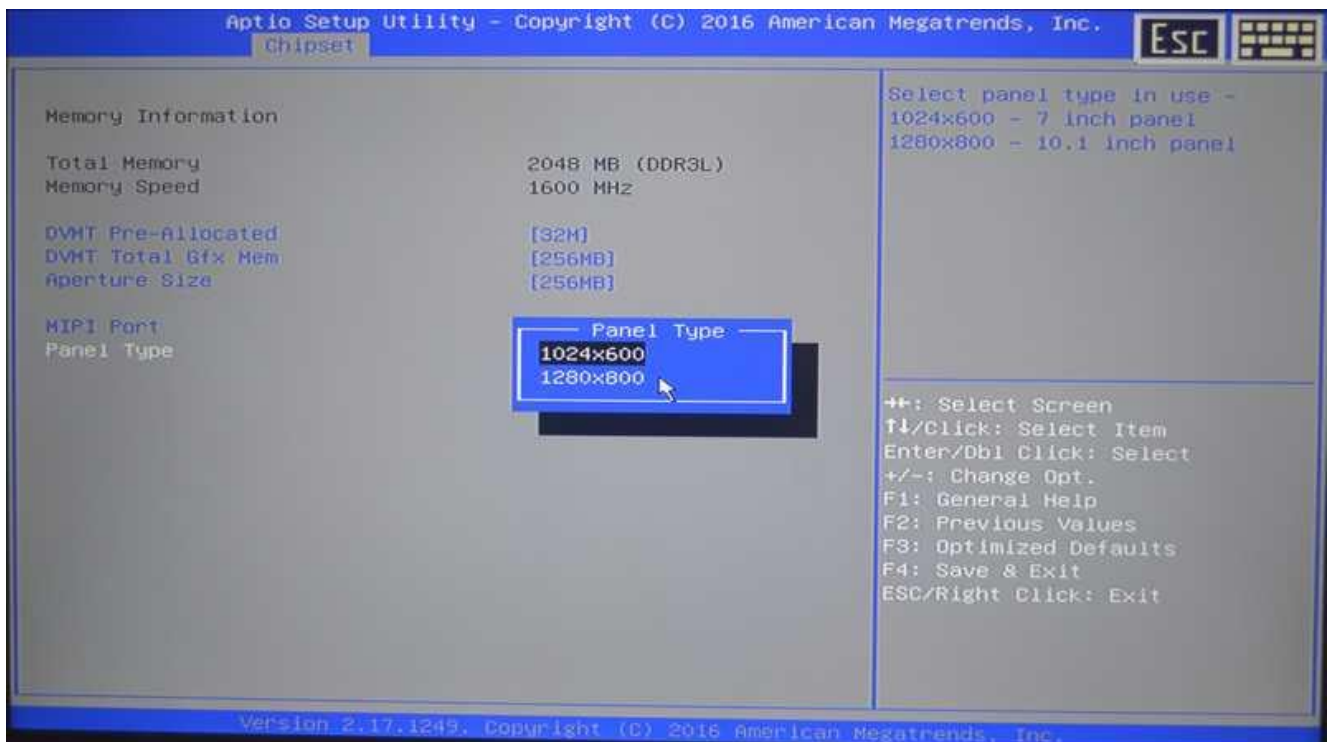 Aptio Setup Utility - Copyright (C) 2016 American Megatrends, Inc.
Chipset
Esc
Memory Information
Total Memory 2048 MB (DDR3L)
Memory Speed 1600 MHz
DVMT Pre-Allocated [32M]
DVMT Total Gfx Mem [256MB]
Aperture Size [256MB]
MIPI Port
Panel Type
Panel Type
1024x600
1280x800
Select panel type in use -
1024x600 - 7 inch panel
1280x800 - 10.1 inch panel
→←: Select Screen
↑↓/Click: Select Item
Enter/Dbl Click: Select
+/-: Change Opt.
F1: General Help
F2: Previous Values
F3: Optimized Defaults
F4: Save & Exit
ESC/Right Click: Exit
Version 2.17.1249. Copyright (C) 2016 American Megatrends, Inc.